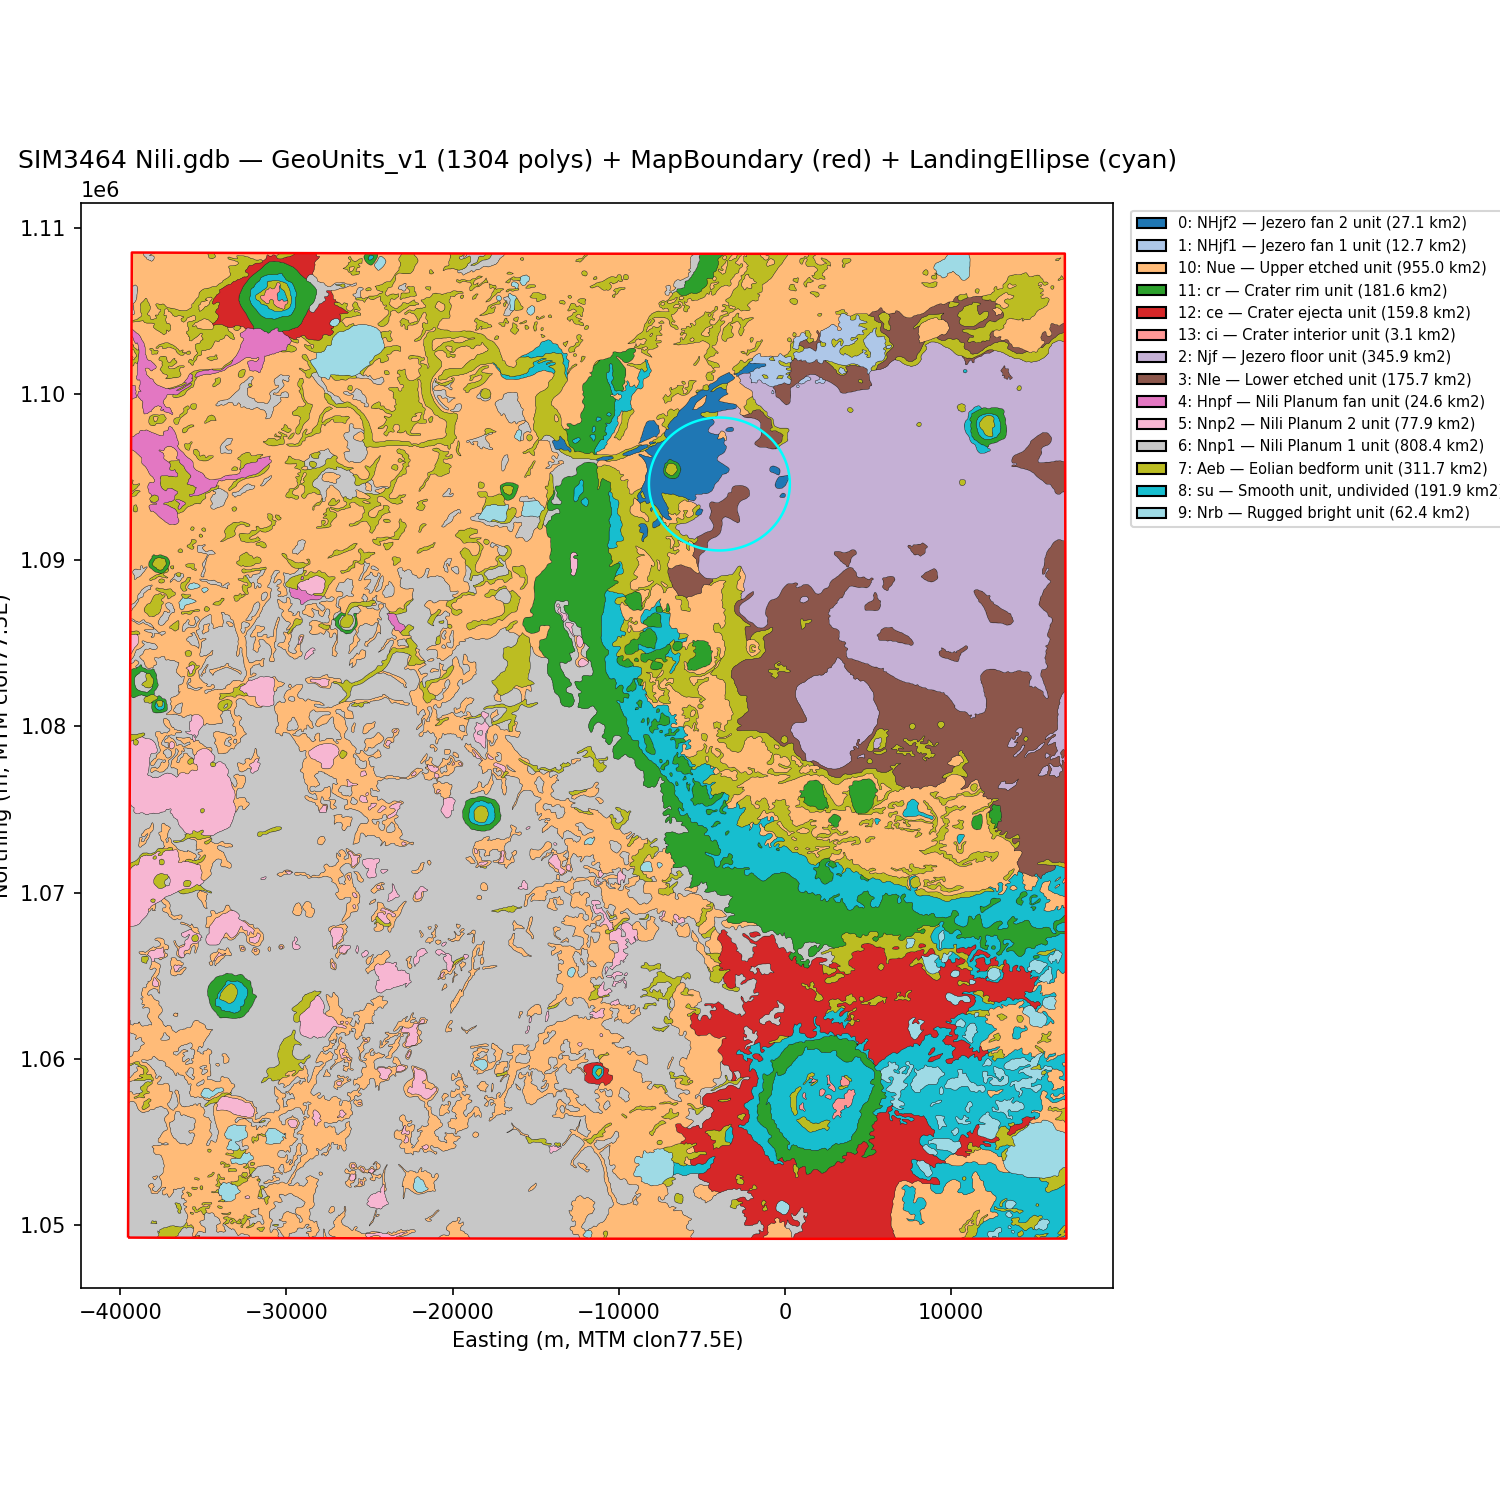 SIM3464 Nili.gdb — GeoUnits_v1 (1304 polys) + MapBoundary (red) + LandingEllipse (cyan)
1e6
1.11
1.10
1.09
1.08
1.07
1.06
1.05
Northing (m, MTM clon77.5E)
−40000
−30000
−20000
−10000
0
10000
Easting (m, MTM clon77.5E)
0: NHjf2 — Jezero fan 2 unit (27.1 km2)
1: NHjf1 — Jezero fan 1 unit (12.7 km2)
10: Nue — Upper etched unit (955.0 km2)
11: cr — Crater rim unit (181.6 km2)
12: ce — Crater ejecta unit (159.8 km2)
13: ci — Crater interior unit (3.1 km2)
2: Njf — Jezero floor unit (345.9 km2)
3: Nle — Lower etched unit (175.7 km2)
4: Hnpf — Nili Planum fan unit (24.6 km2)
5: Nnp2 — Nili Planum 2 unit (77.9 km2)
6: Nnp1 — Nili Planum 1 unit (808.4 km2)
7: Aeb — Eolian bedform unit (311.7 km2)
8: su — Smooth unit, undivided (191.9 km2
9: Nrb — Rugged bright unit (62.4 km2)